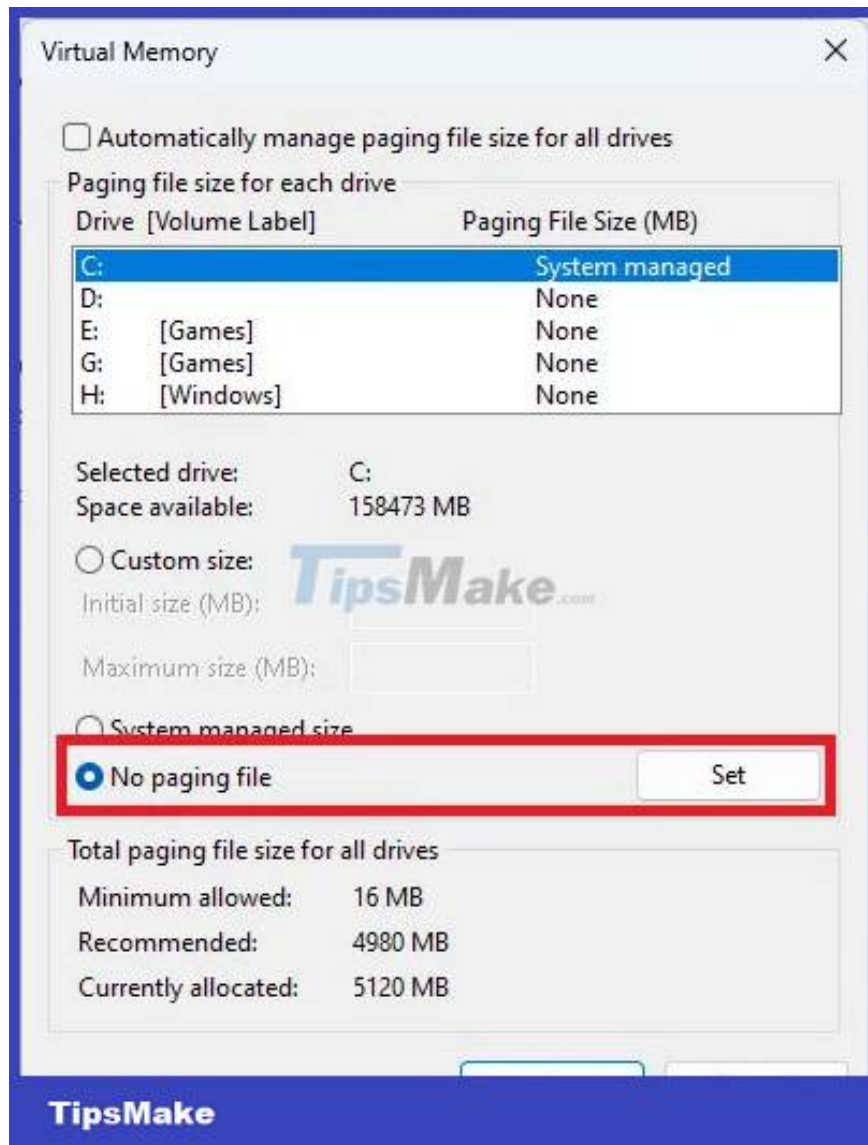 Virtual Memory
Automatically manage paging file size for all drives
Paging file size for each drive
Drive [Volume Label] Paging File Size (MB)
C: System managed
D: None
E: [Games] None
G: [Games] None
H: [Windows] None
Selected drive: C:
Space available: 158473 MB
Custom size:
TipsMake.com
Initial size (MB):
Maximum size (MB):
System managed size
No paging file Set
Total paging file size for all drives
Minimum allowed: 16 MB
Recommended: 4980 MB
Currently allocated: 5120 MB
TipsMake